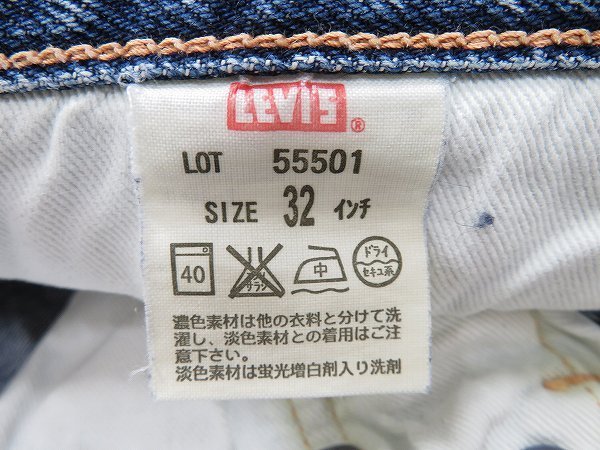 LEVI'S ®
LOT 55501
SIZE 32 インチ
40 中 ドライ
セキユ系
濃色素材は他の衣料と分けて洗
濯し、淡色素材との着用はご注
意下さい。
淡色素材は蛍光増白剤入り洗剤